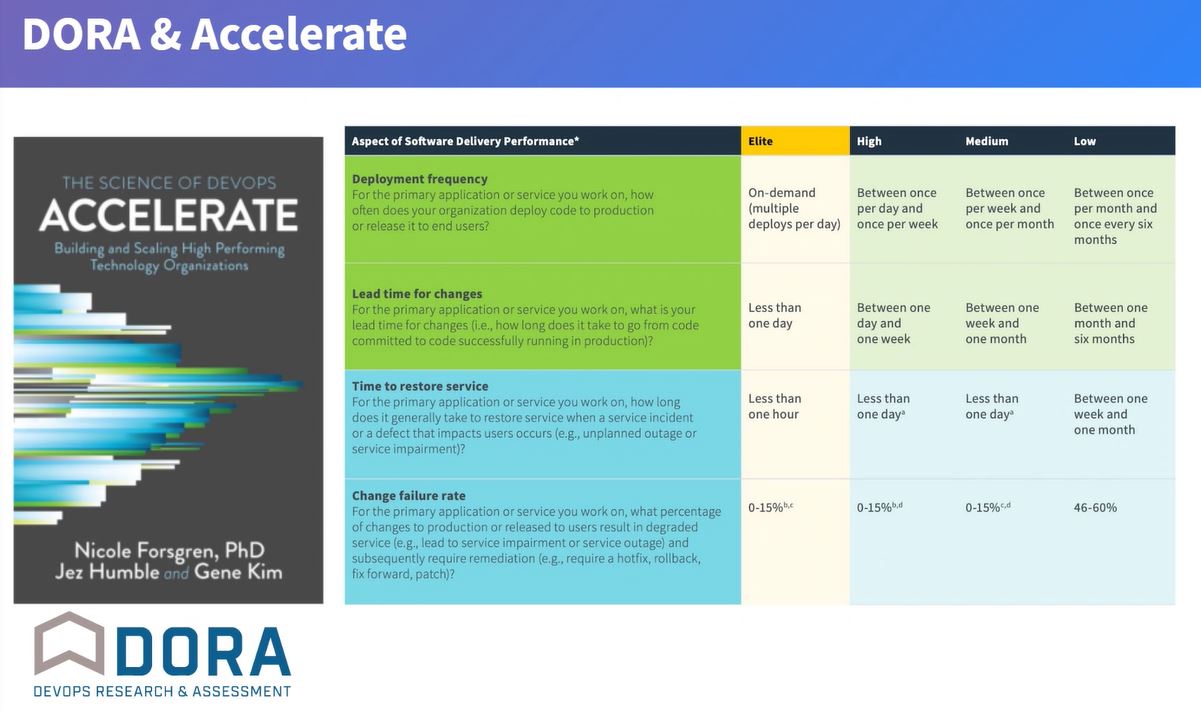 DORA & Accelerate
THE SCIENCE OF DEVOPS
ACCELERATE
Building and Scaling High Performing
Technology Organizations
Nicole Forsgren, PhD
Jez Humble and Gene Kim
DORA
DEVOPS RESEARCH & ASSESSMENT
Aspect of Software Delivery Performance*
Elite
High
Medium
Low
Deployment frequency
For the primary application or service you work on, how
often does your organization deploy code to production
or release it to end users?
On-demand
(multiple
deploys per day)
Between once
per day and
once per week
Between once
per week and
once per month
Between once
per month and
once every six
months
Lead time for changes
For the primary application or service you work on, what is your
lead time for changes (i.e., how long does it take to go from code
committed to code successfully running in production)?
Less than
one day
Between one
day and
one week
Between one
week and
one month
Between one
month and
six months
Time to restore service
For the primary application or service you work on, how long
does it generally take to restore service when a service incident
or a defect that impacts users occurs (e.g., unplanned outage or
service impairment)?
Less than
one hour
Less than
one dayᵃ
Less than
one dayᵃ
Between one
week and
one month
Change failure rate
For the primary application or service you work on, what percentage
of changes to production or released to users result in degraded
service (e.g., lead to service impairment or service outage) and
subsequently require remediation (e.g., require a hotfix, rollback,
fix forward, patch)?
0-15%ᵇ,ᶜ
0-15%ᵇ,ᵈ
0-15%ᶜ,ᵈ
46-60%